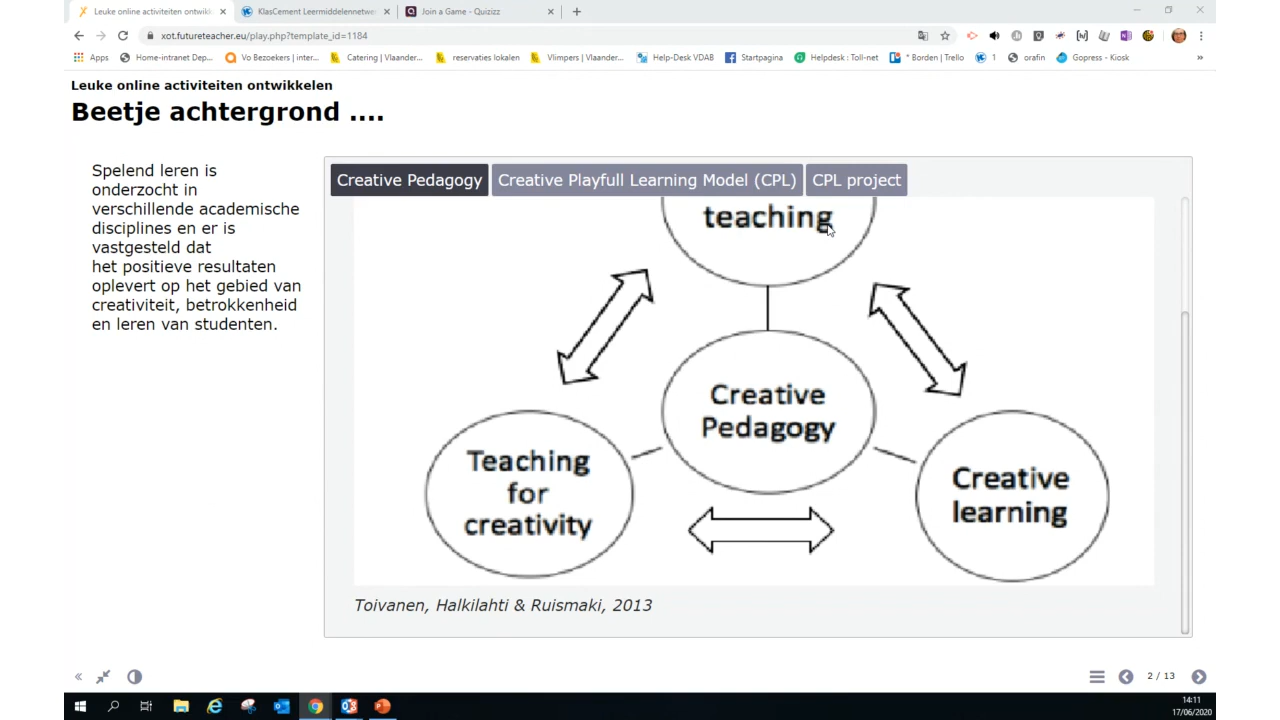 Leuke online activiteiten ontwikk
KlasCement Leermiddelennetwe
Join a Game - Quizizz
xot.futureteacher.eu/play.php?template_id=1184
Apps
Home-intranet Dep...
Vo Bezoekers | inter...
Catering | Vlaander...
reservaties lokalen
Vlimpers | Vlaander...
Help-Desk VDAB
Startpagina
Helpdesk : Toll-net
* Borden | Trello
1
orafin
Gopress - Kiosk
»
Leuke online activiteiten ontwikkelen
Beetje achtergrond ....
Spelend leren is
onderzocht in
verschillende academische
disciplines en er is
vastgesteld dat
het positieve resultaten
oplevert op het gebied van
creativiteit, betrokkenheid
en leren van studenten.
Creative Pedagogy
Creative Playfull Learning Model (CPL)
CPL project
teaching
Creative
Pedagogy
Teaching
for
creativity
Creative
learning
Toivanen, Halkilahti & Ruismaki, 2013
«
2 / 13
14:11
17/06/2020